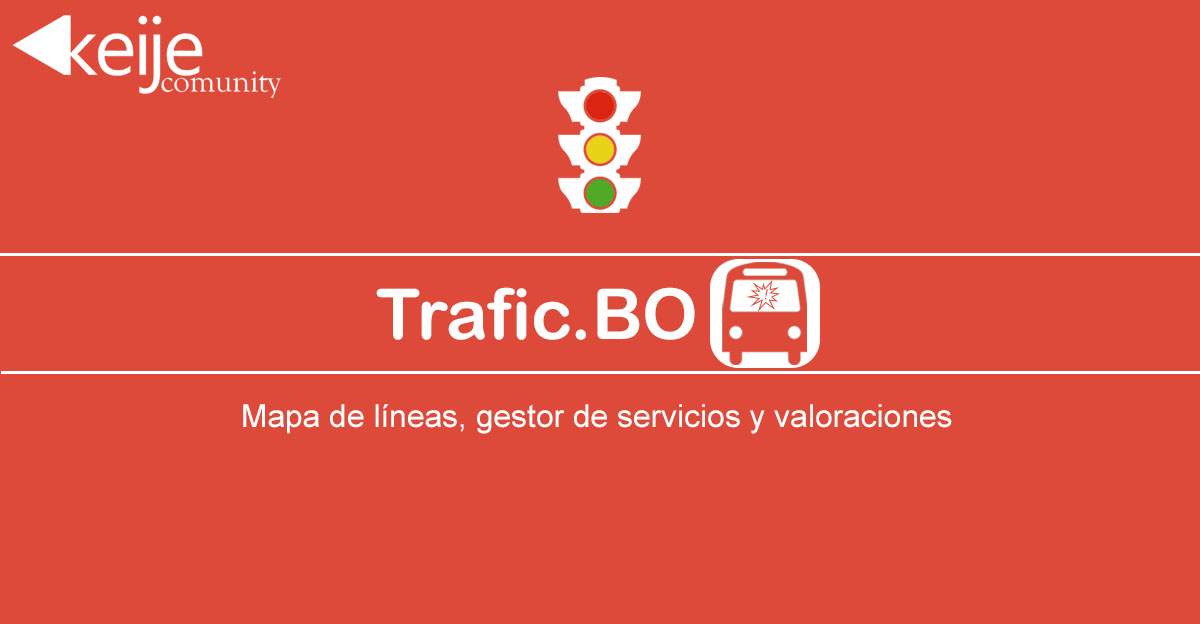 keije
comunity
Trafic.BO
Mapa de líneas, gestor de servicios y valoraciones